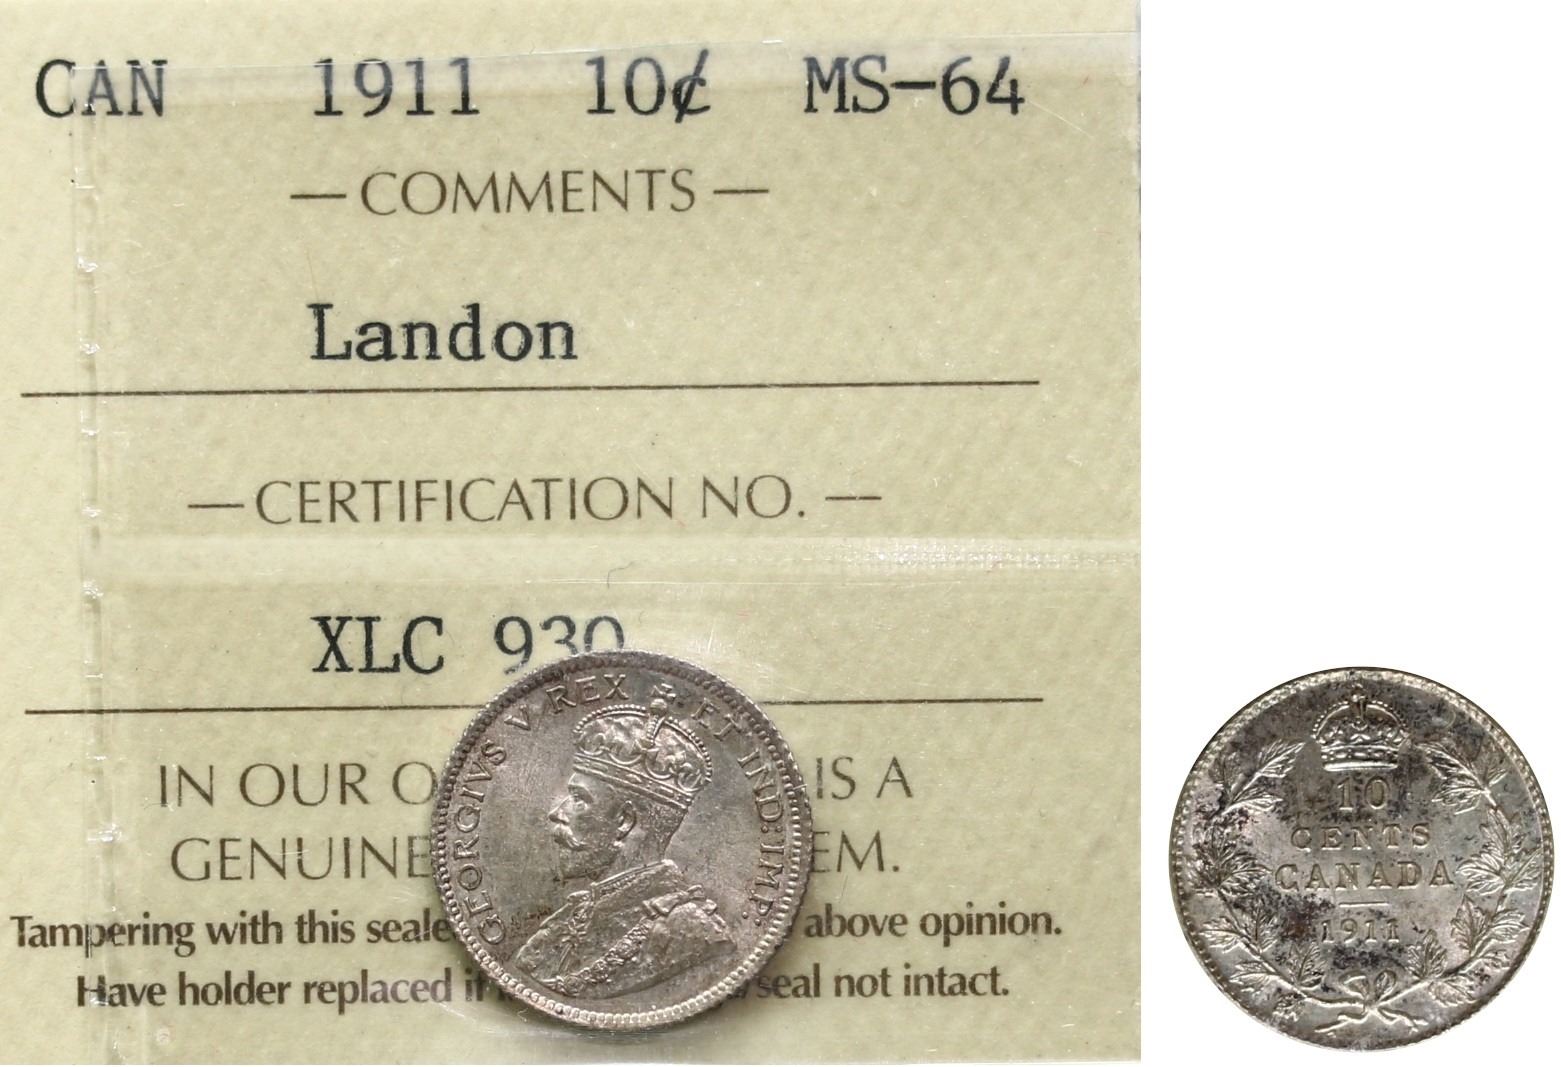 CAN 1911 10¢ MS-64
— COMMENTS —
Landon
— CERTIFICATION NO. —
XLC 930
IN OUR O IS A
GENUINE EM.
Tampering with this seale above opinion.
Have holder replaced if seal not intact.
GEORGIVS V REX ET IND: IMP:
10
CENTS
CANADA
1911